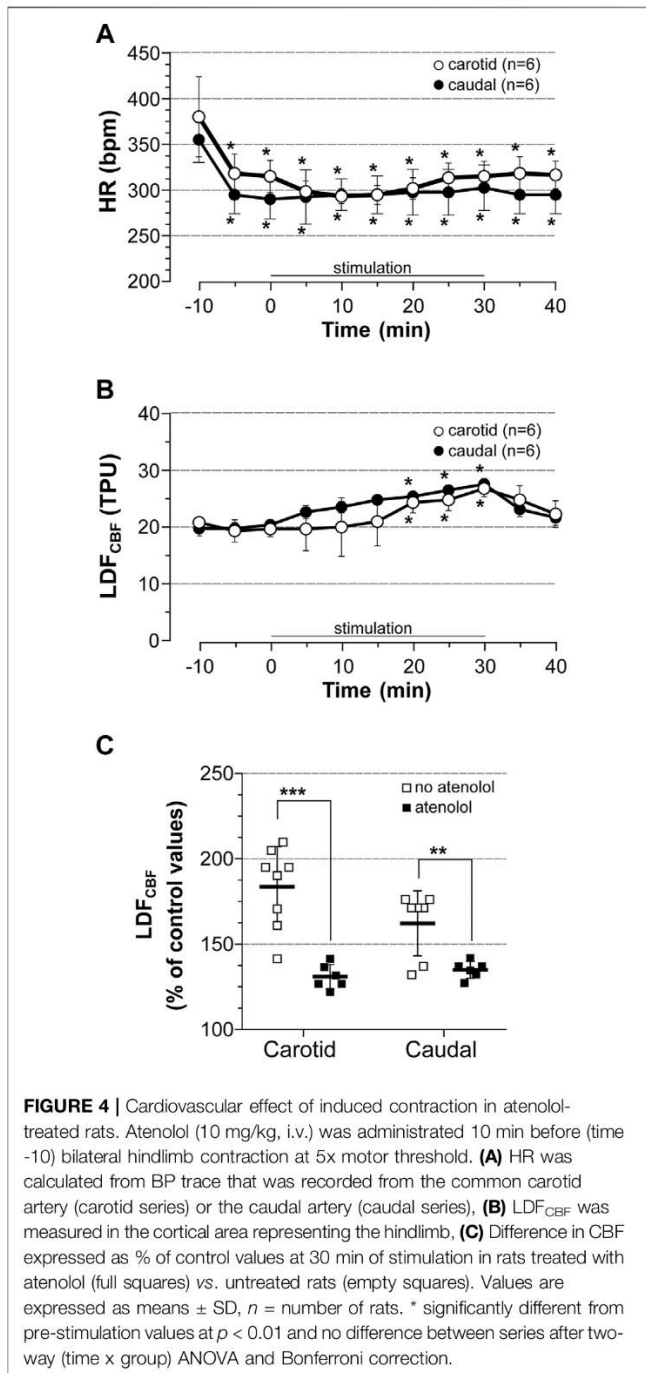 A
450
400
350
300
250
200
HR (bpm)
carotid (n=6)
caudal (n=6)
* * * * * * * * * *
* * * * * * * * * *
stimulation
-10 0 10 20 30 40
Time (min)
B
40
30
20
10
0
LDFCBF (TPU)
carotid (n=6)
caudal (n=6)
* * *
* * *
stimulation
-10 0 10 20 30 40
Time (min)
C
250
200
150
100
LDFCBF
(% of control values)
no atenolol
atenolol
***
**
Carotid Caudal
FIGURE 4 | Cardiovascular effect of induced contraction in atenolol-
treated rats. Atenolol (10 mg/kg, i.v.) was administrated 10 min before (time
-10) bilateral hindlimb contraction at 5x motor threshold. (A) HR was
calculated from BP trace that was recorded from the common carotid
artery (carotid series) or the caudal artery (caudal series), (B) LDFCBF was
measured in the cortical area representing the hindlimb, (C) Difference in CBF
expressed as % of control values at 30 min of stimulation in rats treated with
atenolol (full squares) vs. untreated rats (empty squares). Values are
expressed as means ± SD, n = number of rats. * significantly different from
pre-stimulation values at p < 0.01 and no difference between series after two-
way (time x group) ANOVA and Bonferroni correction.